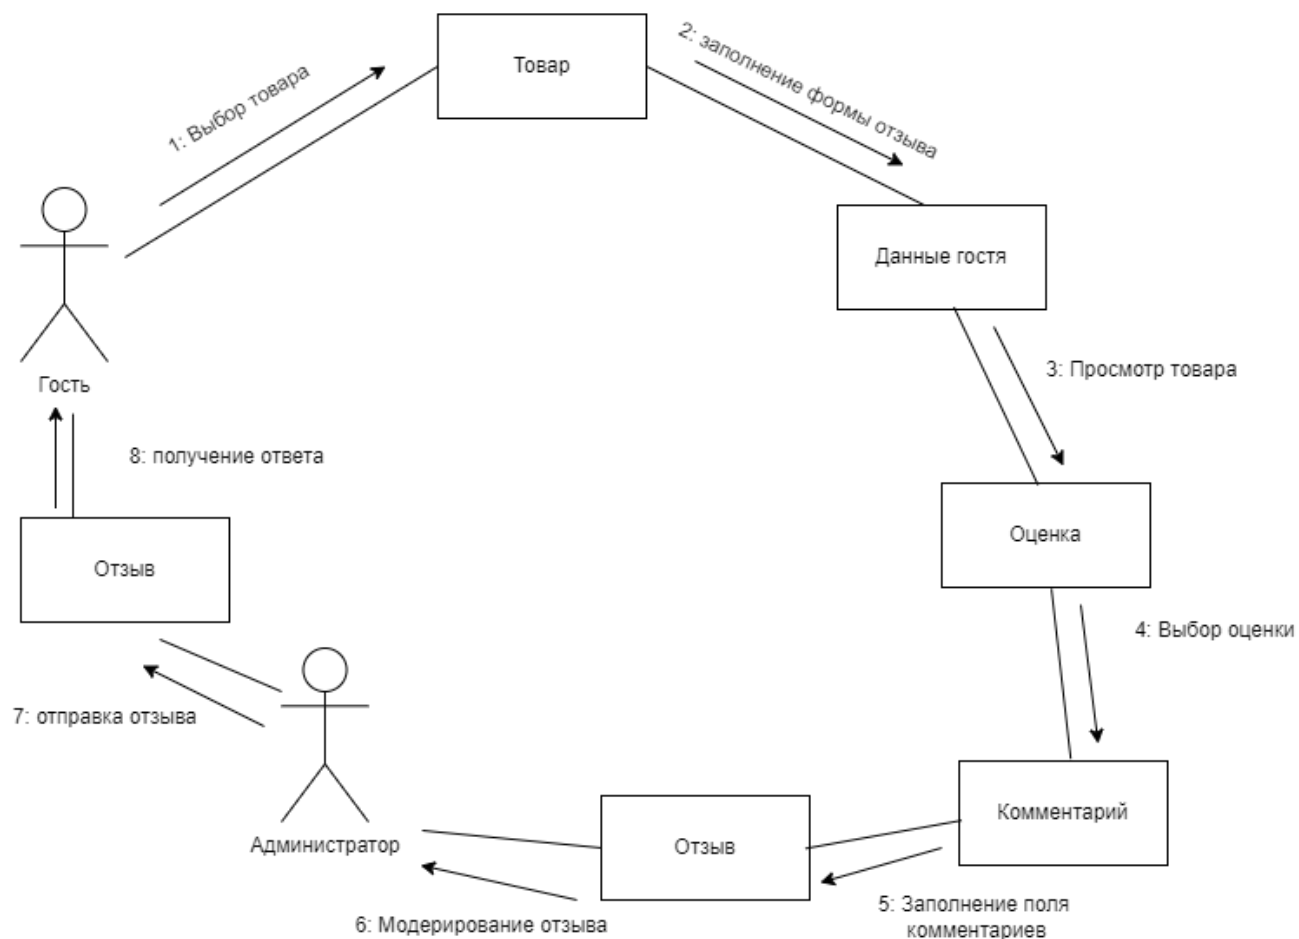 Товар
2: заполнение формы отзыва
1: Выбор товара
Данные гостя
3: Просмотр товара
Гость
8: получение ответа
Оценка
Отзыв
4: Выбор оценки
7: отправка отзыва
Комментарий
Администратор
Отзыв
5: Заполнение поля
комментариев
6: Модерирование отзыва